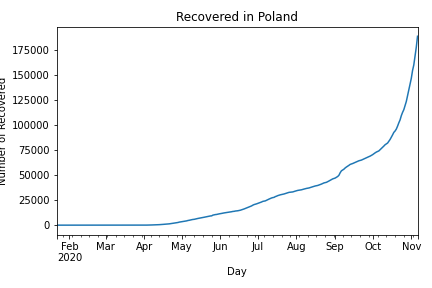 Recovered in Poland
Number of Recovered
175000
150000
125000
100000
75000
50000
25000
0
Feb Mar Apr May Jun Jul Aug Sep Oct Nov
2020
Day